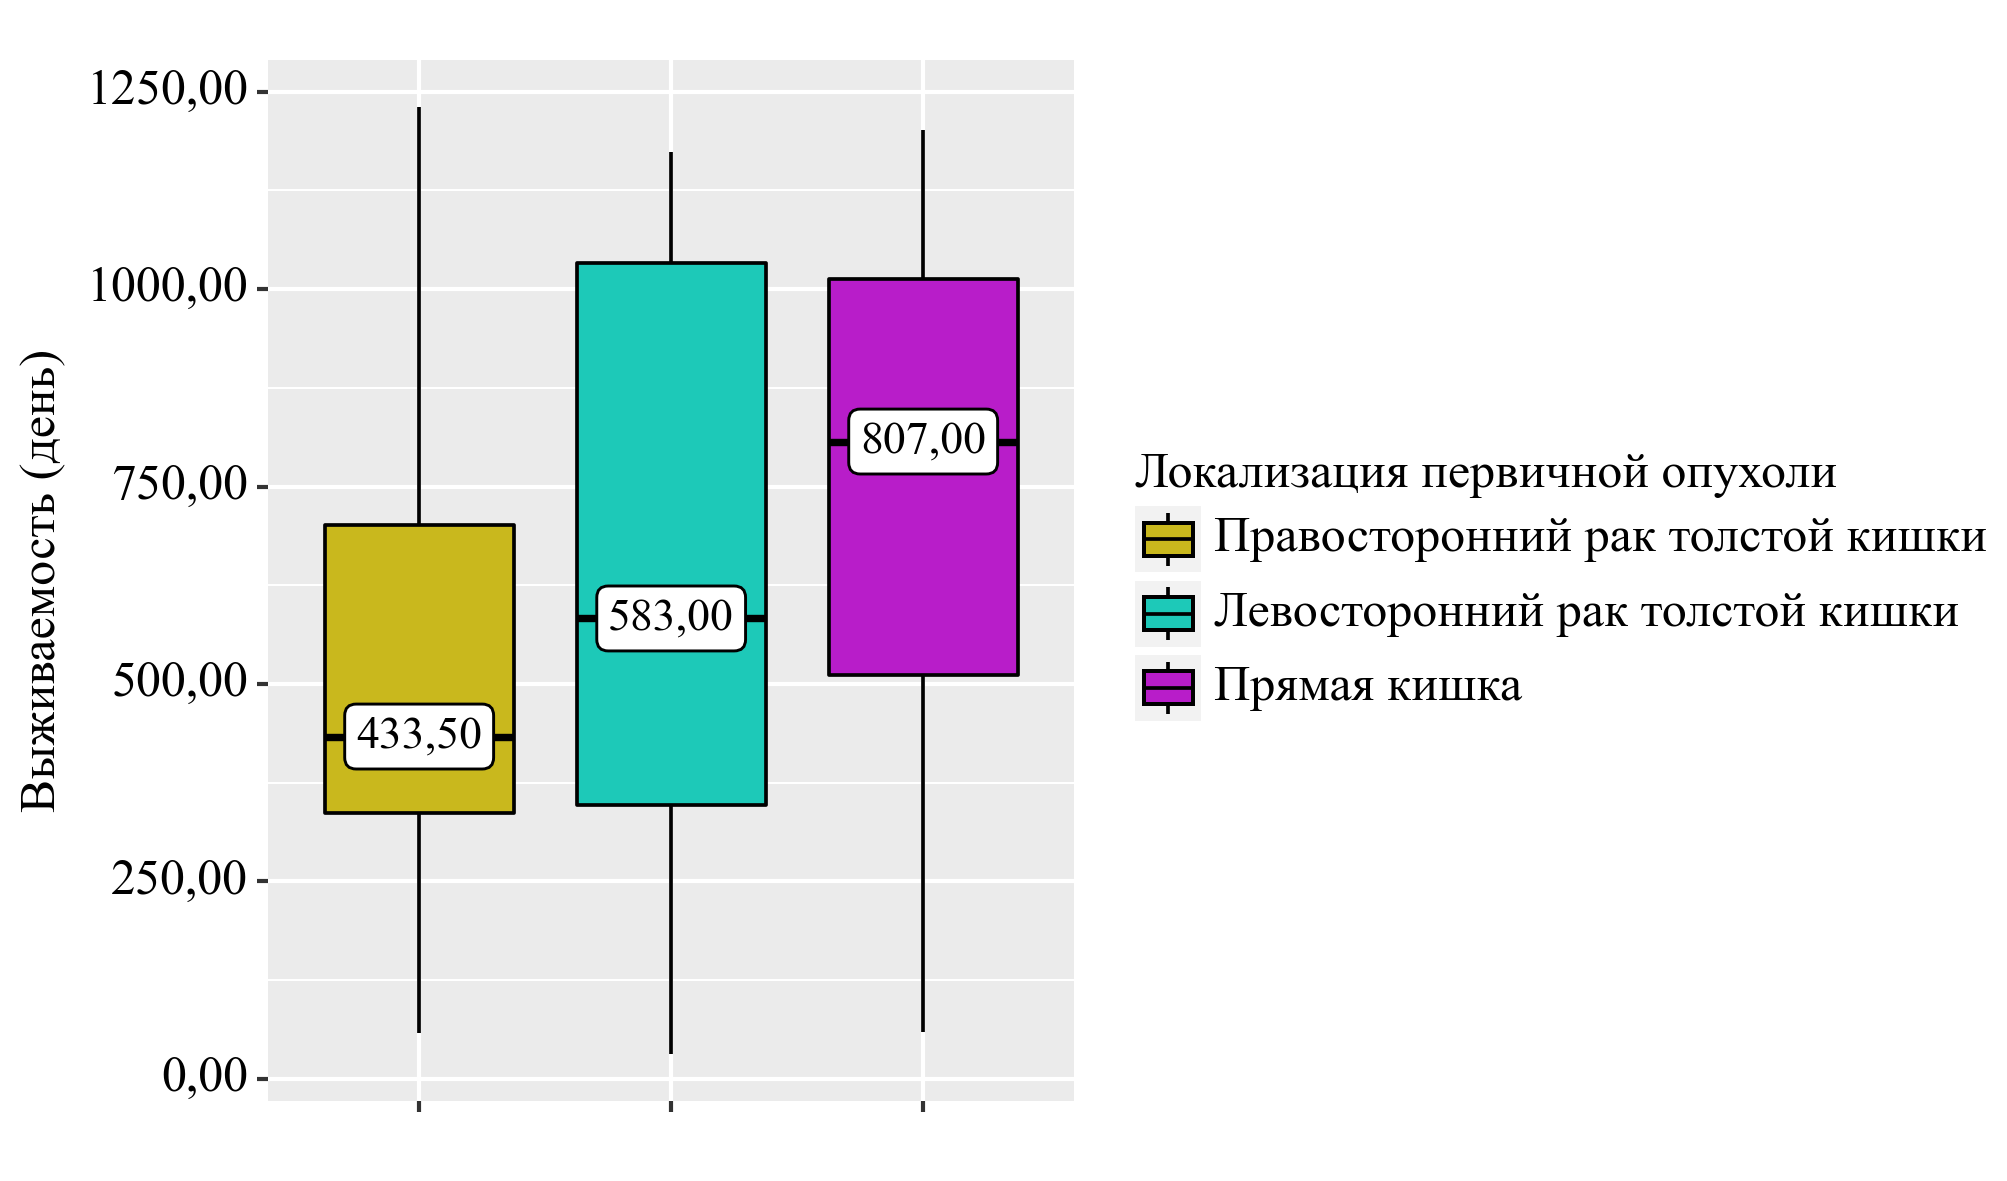 Выживаемость (день)
1250,00
1000,00
750,00
500,00
250,00
0,00
433,50
583,00
807,00
Локализация первичной опухоли
Правосторонний рак толстой кишки
Левосторонний рак толстой кишки
Прямая кишка